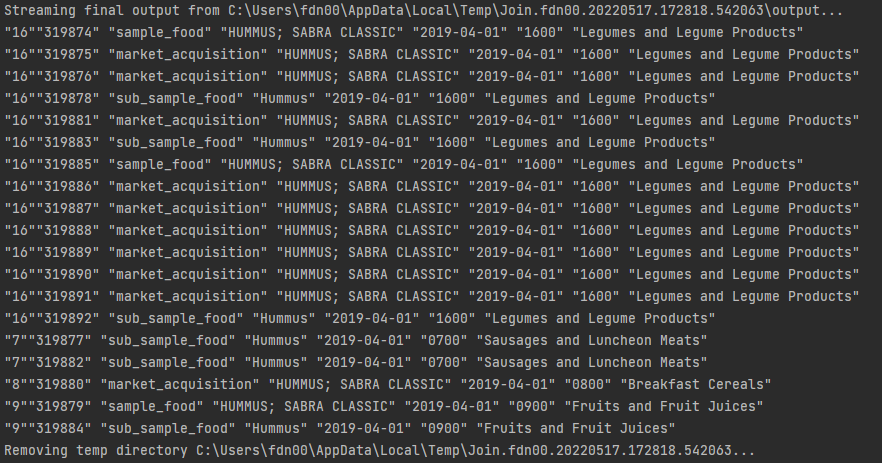 Streaming final output from C:\Users\fdn00\AppData\Local\Temp\Join.fdn00.20220517.172818.542063\output...
"16""319874" "sample_food" "HUMMUS; SABRA CLASSIC" "2019-04-01" "1600" "Legumes and Legume Products"
"16""319875" "market_acquisition" "HUMMUS; SABRA CLASSIC" "2019-04-01" "1600" "Legumes and Legume Products"
"16""319876" "market_acquisition" "HUMMUS; SABRA CLASSIC" "2019-04-01" "1600" "Legumes and Legume Products"
"16""319878" "sub_sample_food" "Hummus" "2019-04-01" "1600" "Legumes and Legume Products"
"16""319881" "market_acquisition" "HUMMUS; SABRA CLASSIC" "2019-04-01" "1600" "Legumes and Legume Products"
"16""319883" "sub_sample_food" "Hummus" "2019-04-01" "1600" "Legumes and Legume Products"
"16""319885" "sample_food" "HUMMUS; SABRA CLASSIC" "2019-04-01" "1600" "Legumes and Legume Products"
"16""319886" "market_acquisition" "HUMMUS; SABRA CLASSIC" "2019-04-01" "1600" "Legumes and Legume Products"
"16""319887" "market_acquisition" "HUMMUS; SABRA CLASSIC" "2019-04-01" "1600" "Legumes and Legume Products"
"16""319888" "market_acquisition" "HUMMUS; SABRA CLASSIC" "2019-04-01" "1600" "Legumes and Legume Products"
"16""319889" "market_acquisition" "HUMMUS; SABRA CLASSIC" "2019-04-01" "1600" "Legumes and Legume Products"
"16""319890" "market_acquisition" "HUMMUS; SABRA CLASSIC" "2019-04-01" "1600" "Legumes and Legume Products"
"16""319891" "market_acquisition" "HUMMUS; SABRA CLASSIC" "2019-04-01" "1600" "Legumes and Legume Products"
"16""319892" "sub_sample_food" "Hummus" "2019-04-01" "1600" "Legumes and Legume Products"
"7""319877" "sub_sample_food" "Hummus" "2019-04-01" "0700" "Sausages and Luncheon Meats"
"7""319882" "sub_sample_food" "Hummus" "2019-04-01" "0700" "Sausages and Luncheon Meats"
"8""319880" "market_acquisition" "HUMMUS; SABRA CLASSIC" "2019-04-01" "0800" "Breakfast Cereals"
"9""319879" "sample_food" "HUMMUS; SABRA CLASSIC" "2019-04-01" "0900" "Fruits and Fruit Juices"
"9""319884" "sub_sample_food" "Hummus" "2019-04-01" "0900" "Fruits and Fruit Juices"
Removing temp directory C:\Users\fdn00\AppData\Local\Temp\Join.fdn00.20220517.172818.542063...